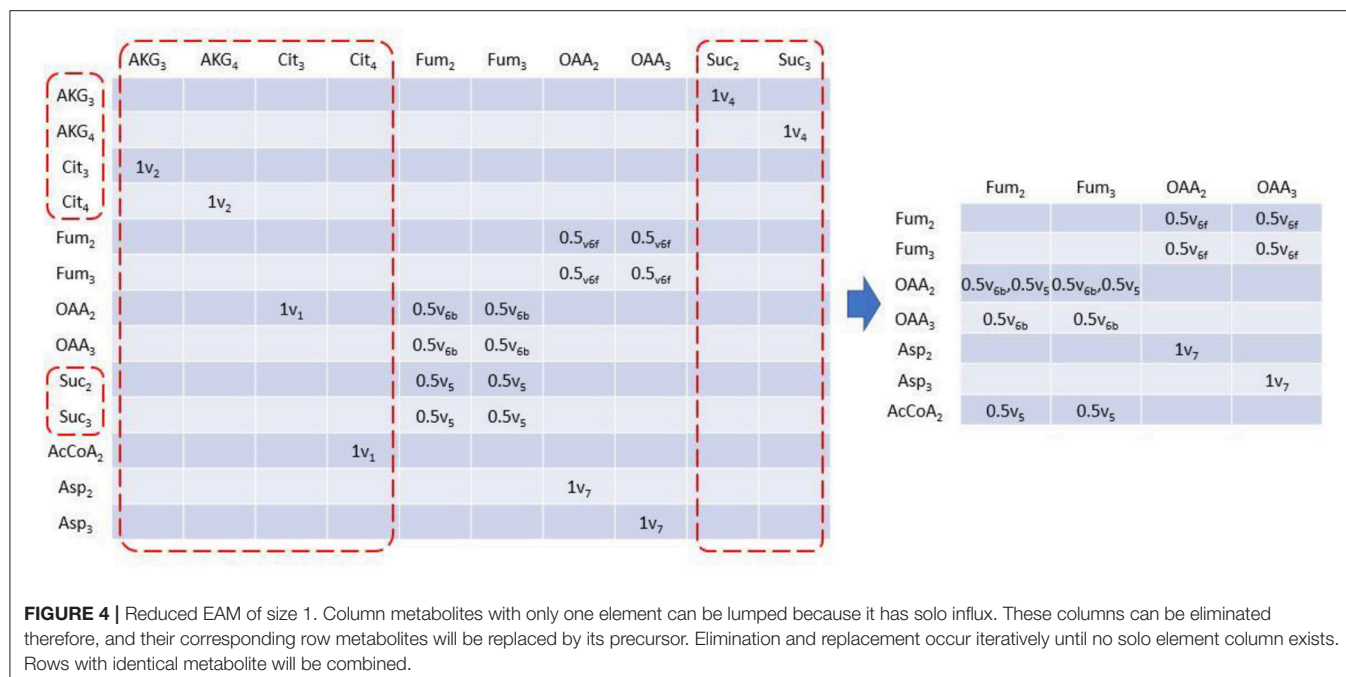 AKG₃ AKG₄ Cit₃ Cit₄ Fum₂ Fum₃ OAA₂ OAA₃ Suc₂ Suc₃
AKG₃ 1v₄
AKG₄ 1v₄
Cit₃ 1v₂
Cit₄ 1v₂
Fum₂ 0.5ᵥ₆f 0.5ᵥ₆f
Fum₃ 0.5ᵥ₆f 0.5ᵥ₆f
OAA₂ 1v₁ 0.5v₆b 0.5v₆b
OAA₃ 0.5v₆b 0.5v₆b
Suc₂ 0.5v₅ 0.5v₅
Suc₃ 0.5v₅ 0.5v₅
AcCoA₂ 1v₁
Asp₂ 1v₇
Asp₃ 1v₇
Fum₂ Fum₃ OAA₂ OAA₃
Fum₂ 0.5v₆f 0.5v₆f
Fum₃ 0.5v₆f 0.5v₆f
OAA₂ 0.5v₆b,0.5v₅ 0.5v₆b,0.5v₅
OAA₃ 0.5v₆b 0.5v₆b
Asp₂ 1v₇
Asp₃ 1v₇
AcCoA₂ 0.5v₅ 0.5v₅
FIGURE 4 | Reduced EAM of size 1. Column metabolites with only one element can be lumped because it has solo influx. These columns can be eliminated
therefore, and their corresponding row metabolites will be replaced by its precursor. Elimination and replacement occur iteratively until no solo element column exists.
Rows with identical metabolite will be combined.